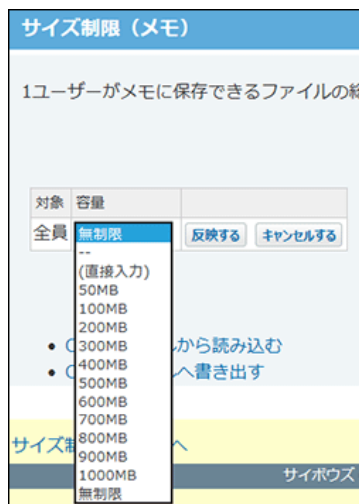 サイズ制限（メモ）
1ユーザーがメモに保存できるファイルの
対象 容量
全員 無制限 反映する キャンセルする
--
(直接入力)
50MB
100MB
200MB
300MB から読み込む
400MB へ書き出す
500MB
600MB
700MB
サイズ 800MB へ
900MB
1000MB サイボウズ
無制限